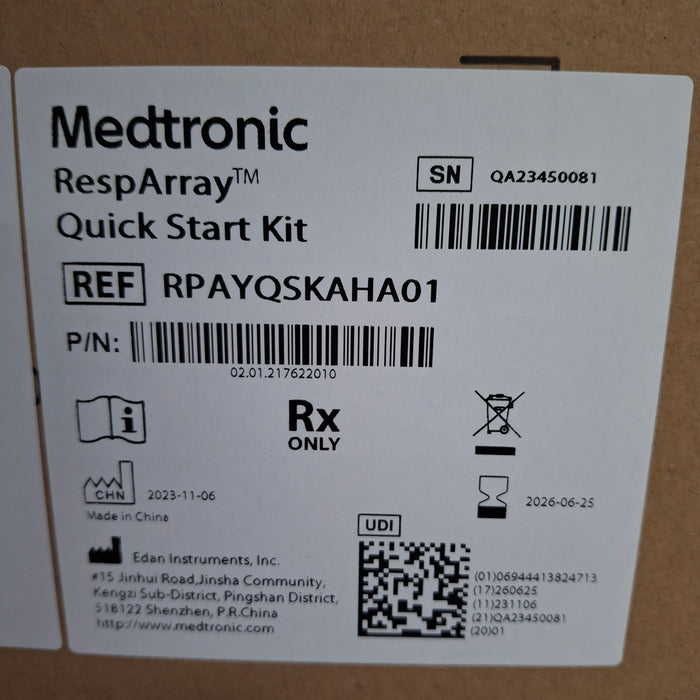 Medtronic
RespArray™
Quick Start Kit
SN QA23450081
REF RPAYQSKAHA01
P/N:
02.01.217622010
i
Rx
ONLY
CHN 2023-11-06
Made in China
2026-06-25
UDI
Edan Instruments, Inc.
#15 Jinhui Road,Jinsha Community,
Kengzi Sub-District, Pingshan District,
518122 Shenzhen, P.R.China
http://www.medtronic.com
(01)06944413824713
(17)260625
(11)231106
(21)QA23450081
(20)01